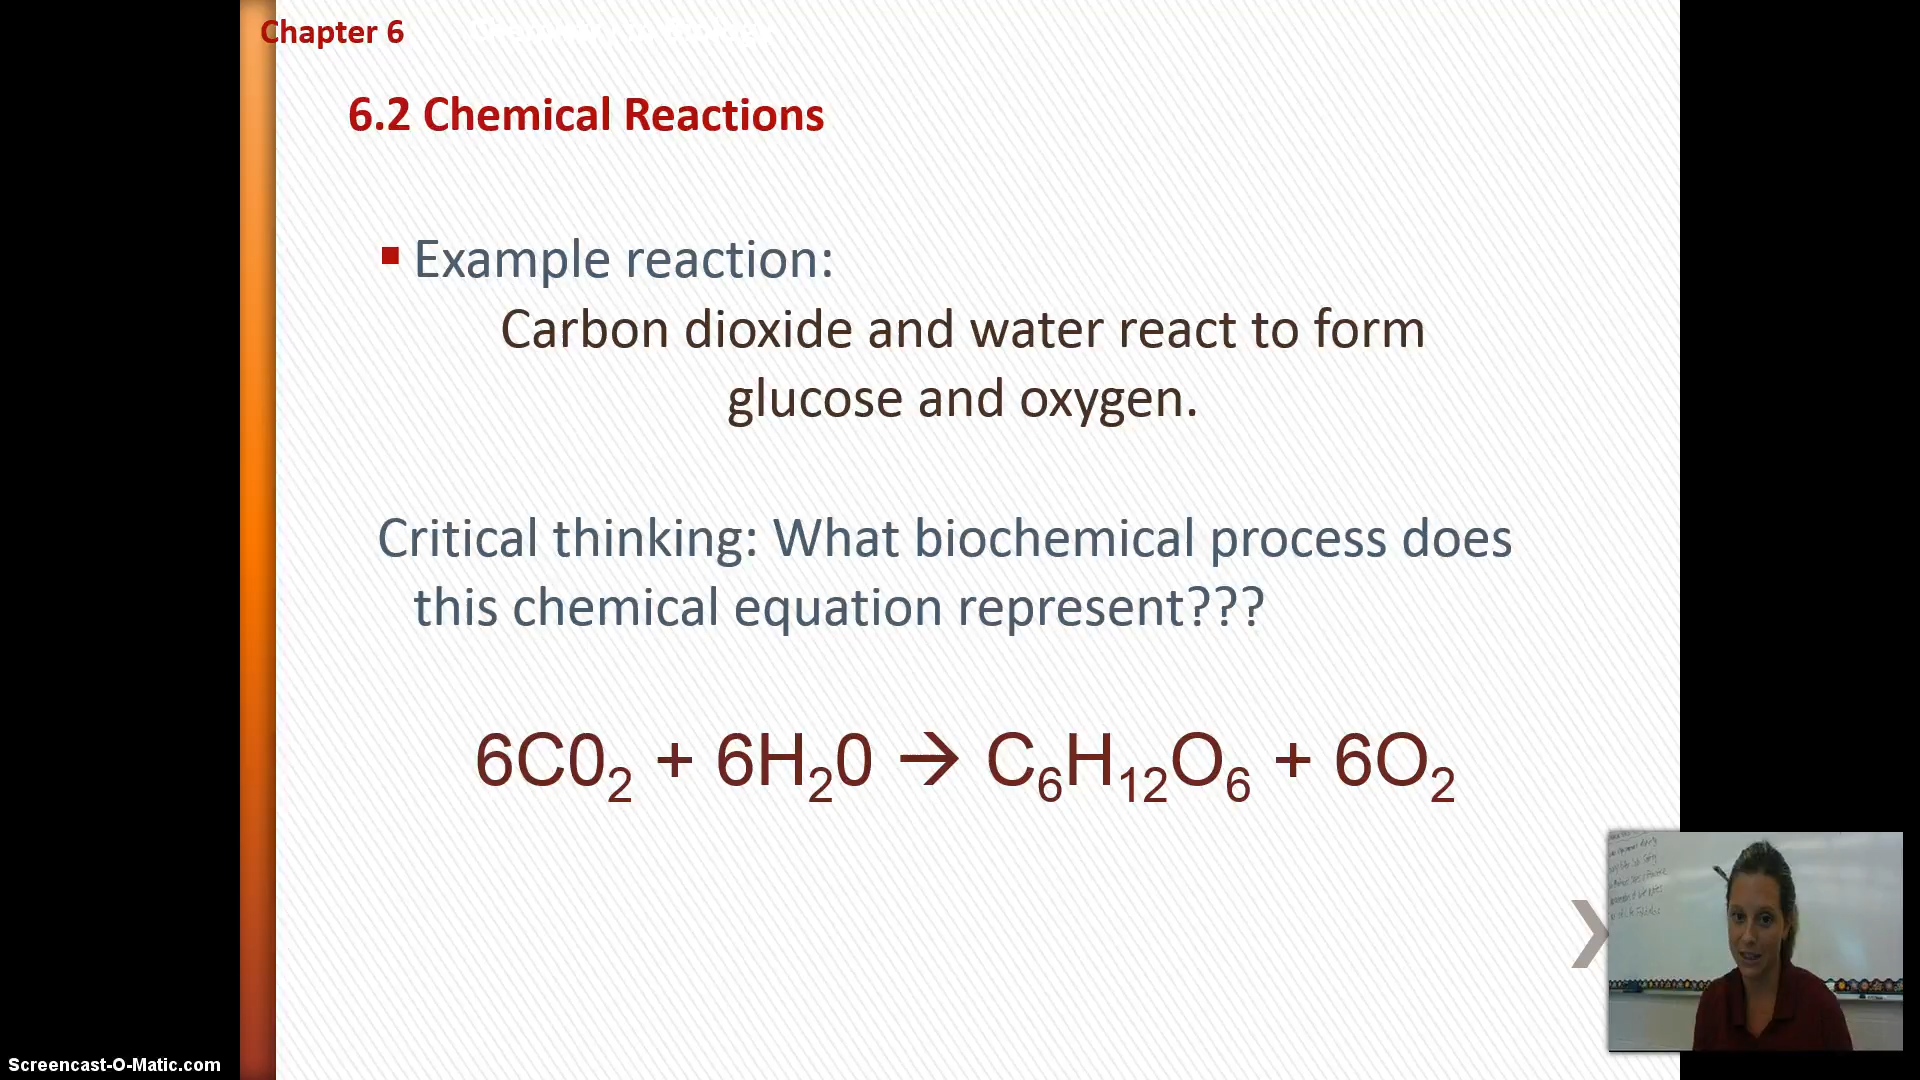 Chapter 6
6.2 Chemical Reactions
Example reaction:
Carbon dioxide and water react to form
glucose and oxygen.
Critical thinking: What biochemical process does
this chemical equation represent???
6C0₂ + 6H₂0 → C₆H₁₂O₆ + 6O₂
Screencast-O-Matic.com